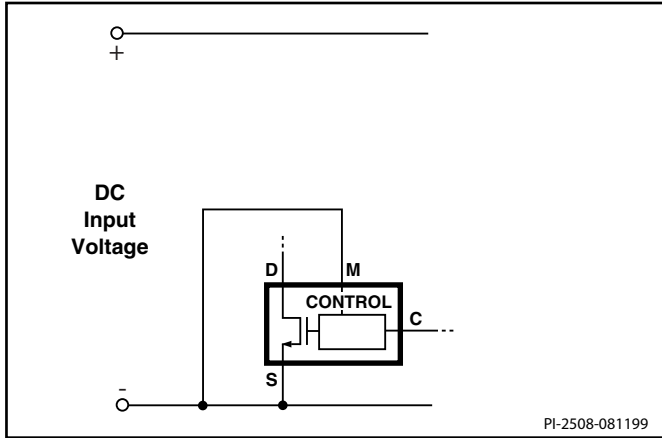 +
DC
Input
Voltage
D
M
CONTROL
C
S
-
PI-2508-081199